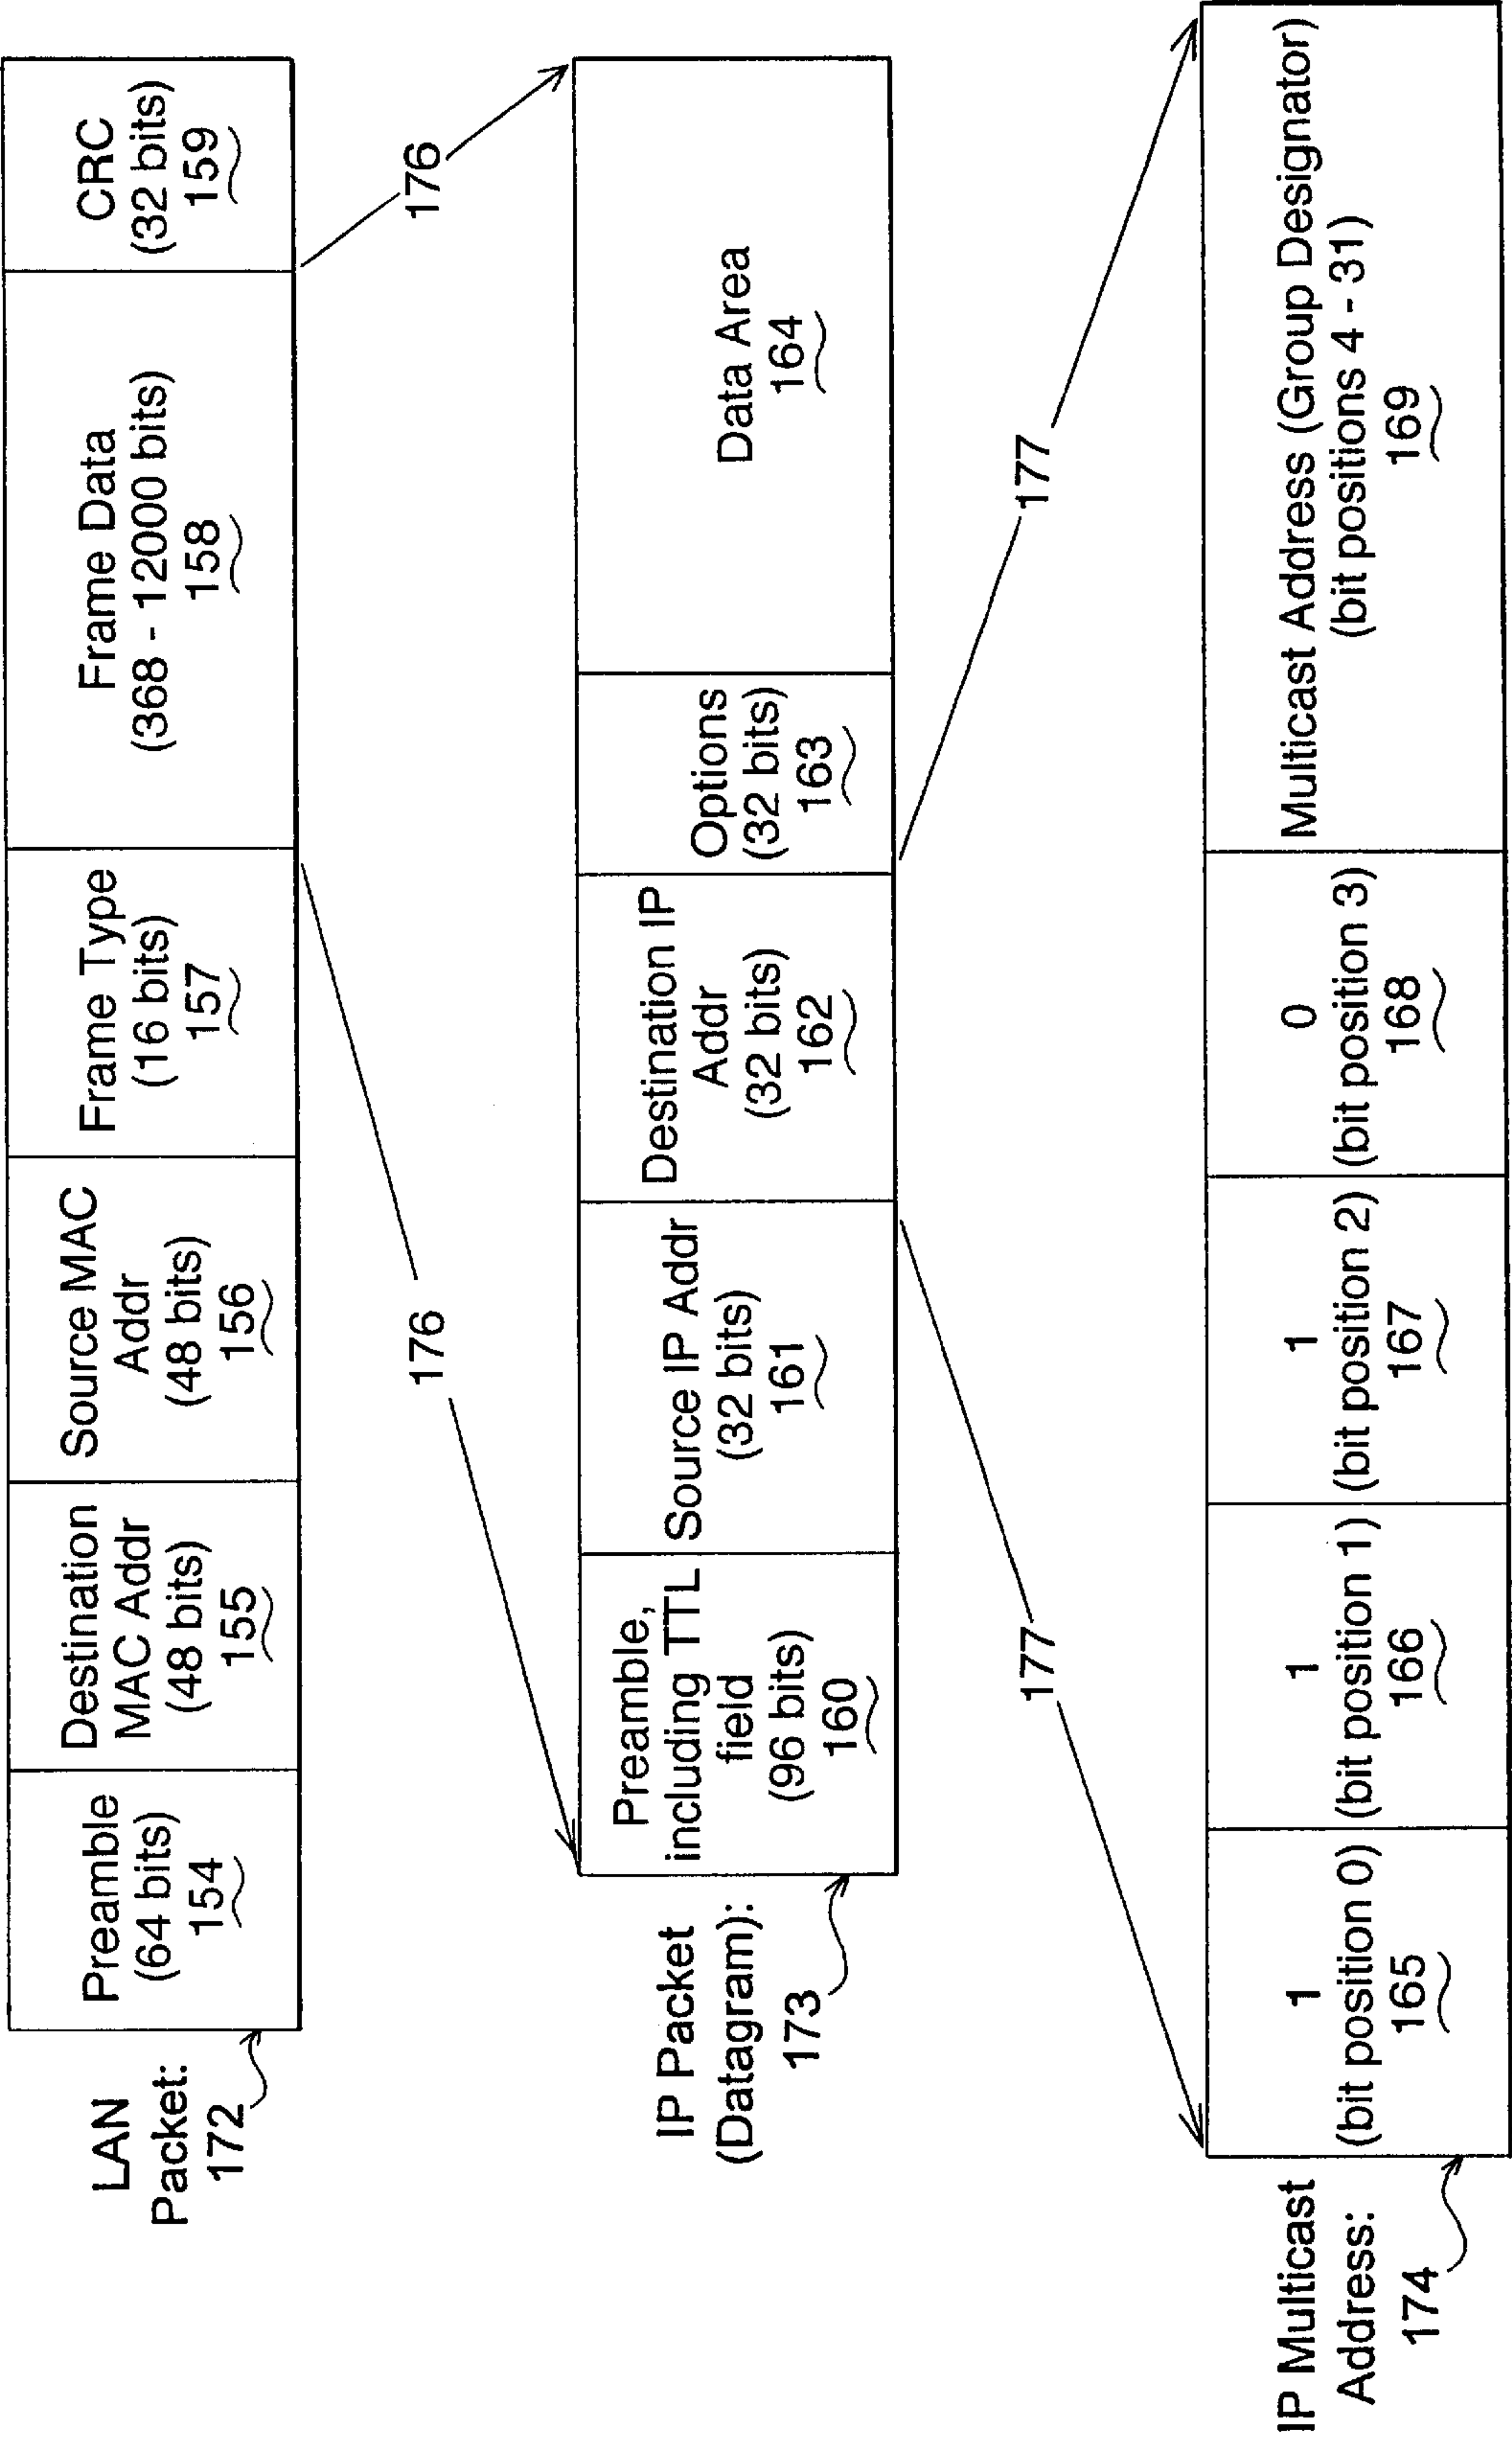 LAN
Packet:
172
Preamble
(64 bits)
154
Destination
MAC Addr
(48 bits)
155
Source MAC
Addr
(48 bits)
156
Frame Type
(16 bits)
157
Frame Data
(368 - 12000 bits)
158
CRC
(32 bits)
159
176
176
IP Packet
(Datagram):
173
Preamble,
including TTL
field
(96 bits)
160
Source IP Addr
(32 bits)
161
Destination IP
Addr
(32 bits)
162
Options
(32 bits)
163
Data Area
164
177
177
IP Multicast
Address:
174
1
(bit position 0)
165
1
(bit position 1)
166
1
(bit position 2)
167
0
(bit position 3)
168
Multicast Address (Group Designator)
(bit positions 4 - 31)
169